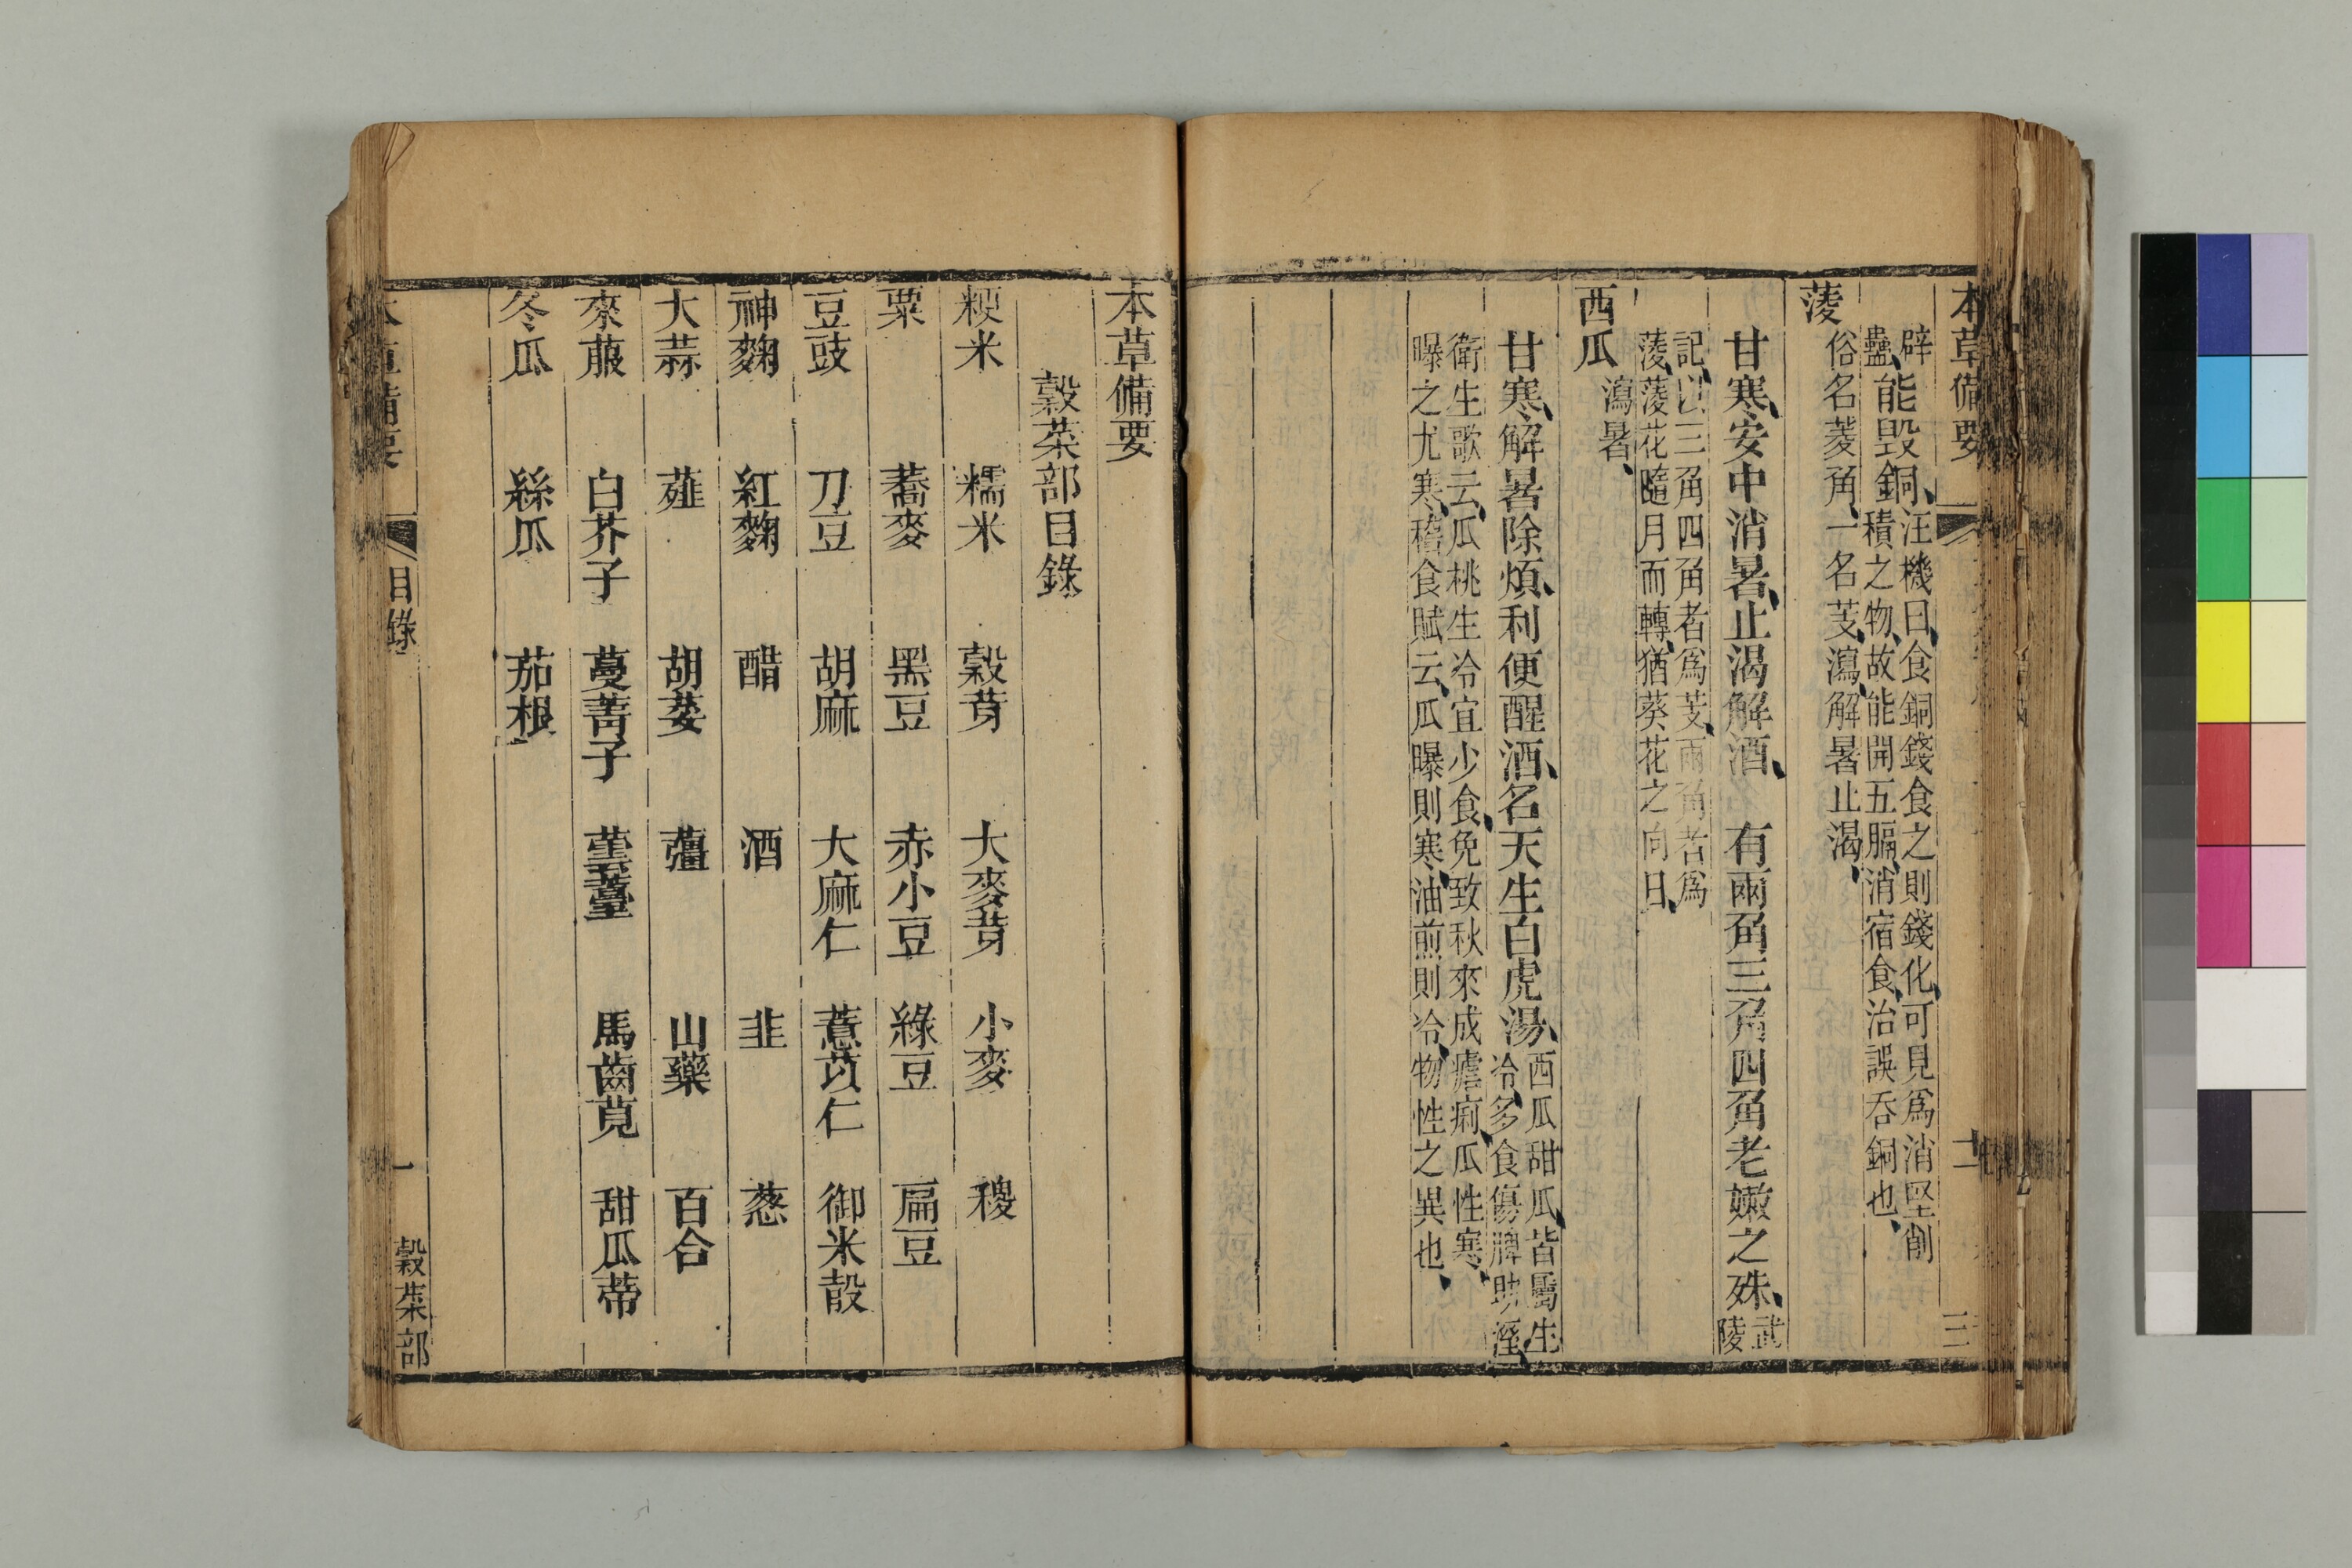 本草備要
辟
蠱、能毀銅、汪機曰、食銅錢食之則錢化、可見爲消堅削
積之物、故能開五膈、消宿食、治誤吞銅也、
蔆
俗名菱角、一名芰、瀉、解暑止渴、
甘寒、安中消暑、止渴解酒、有兩角三角四角老嫩之殊、武
陵
記、以三角四角者爲芰、兩角者爲
蔆、蔆花隨月而轉、猶葵花之向日、
西瓜
瀉暑、
甘寒、解暑除煩、利便醒酒、名天生白虎湯、西瓜甜瓜、皆屬生
冷、多食傷脾助溼、
衛生歌云、瓜桃生冷宜少食、免致秋來成瘧痢、瓜性寒、
曝之尤寒、稽食賦云、瓜曝則寒、油煎則冷、物性之異也、
十二
本草備要
穀菜部目錄
粳米 糯米 穀芽 大麥芽 小麥 稷
粟 蕎麥 黑豆 赤小豆 綠豆 扁豆
豆豉 刀豆 胡麻 大麻仁 薏苡仁 御米殼
神麴 紅麴 醋 酒 韭 蔥
大蒜 薤 胡荽 薑 山藥 百合
來菔 白芥子 蔓菁子 蕓薹 馬齒莧 甜瓜蒂
冬瓜 絲瓜 茄根
本草備要
目錄
一
穀菜部